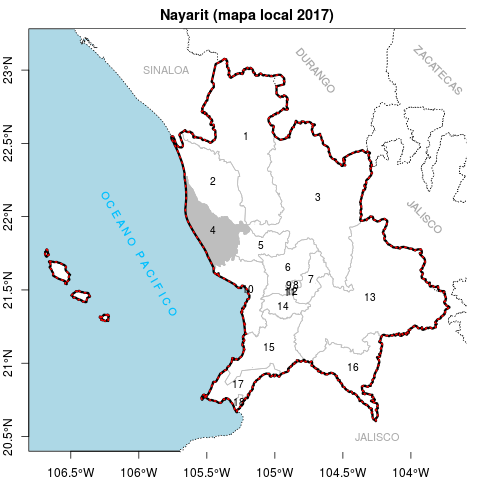 Nayarit (mapa local 2017)
SINALOA
DURANGO
ZACATECAS
JALISCO
OCEANO PACIFICO
JALISCO
1
2
3
4
5
6
7
9
8
12
10
13
14
15
16
17
18
23°N
22.5°N
22°N
21.5°N
21°N
20.5°N
106.5°W
106°W
105.5°W
105°W
104.5°W
104°W